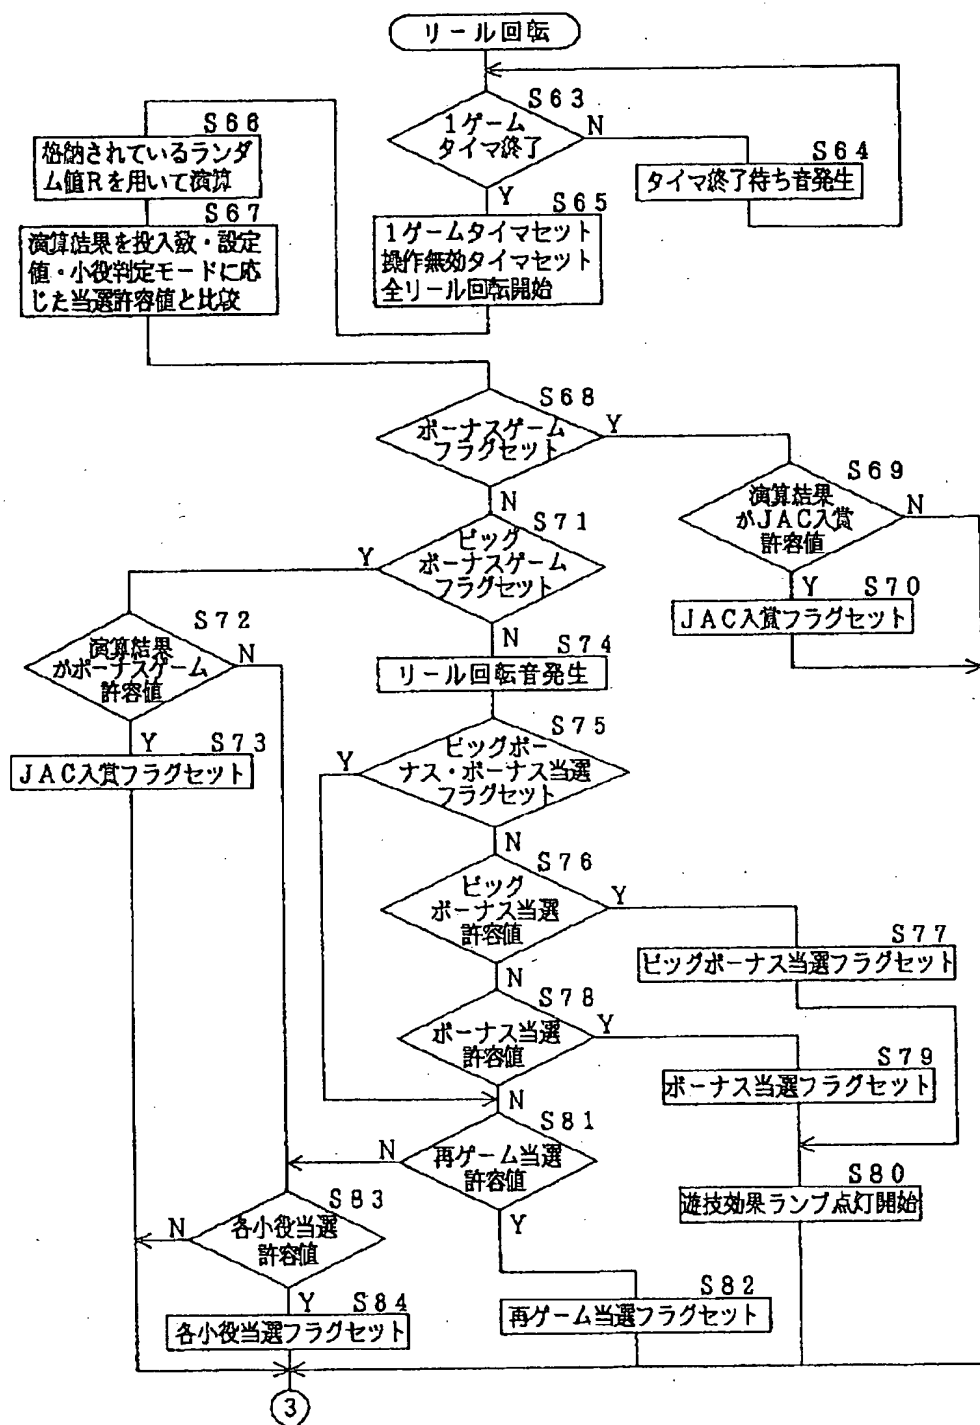 リール回転
S63
1ゲーム
タイマ終了
N
S64
タイマ終了待ち音発生
Y
S65
1ゲームタイマセット
操作無効タイマセット
全リール回転開始
S66
格納されているランダ
ム値Rを用いて演算
S67
演算結果を投入数・設定
値・小役判定モードに応
じた当選許容値と比較
S68
ボーナスゲーム
フラグセット
Y
N
S69
演算結果
がJAC入賞
許容値
N
Y
S70
JAC入賞フラグセット
S71
ビッグ
ボーナスゲーム
フラグセット
Y
N
S72
演算結果
がボーナスゲーム
許容値
N
Y
S73
JAC入賞フラグセット
S74
リール回転音発生
S75
ビッグボー
ナス・ボーナス当選
フラグセット
Y
N
S76
ビッグ
ボーナス当選
許容値
Y
N
S77
ビッグボーナス当選フラグセット
S78
ボーナス当選
許容値
Y
N
S79
ボーナス当選フラグセット
S80
遊技効果ランプ点灯開始
S81
再ゲーム当選
許容値
N
Y
S82
再ゲーム当選フラグセット
S83
各小役当選
許容値
N
Y
S84
各小役当選フラグセット
3